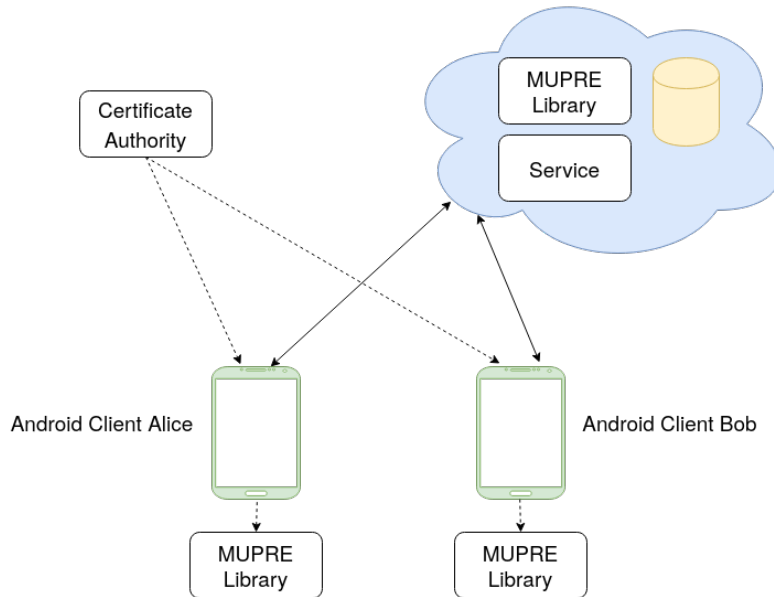 Certificate
Authority
MUPRE
Library
Service
Android Client Alice
Android Client Bob
MUPRE
Library
MUPRE
Library